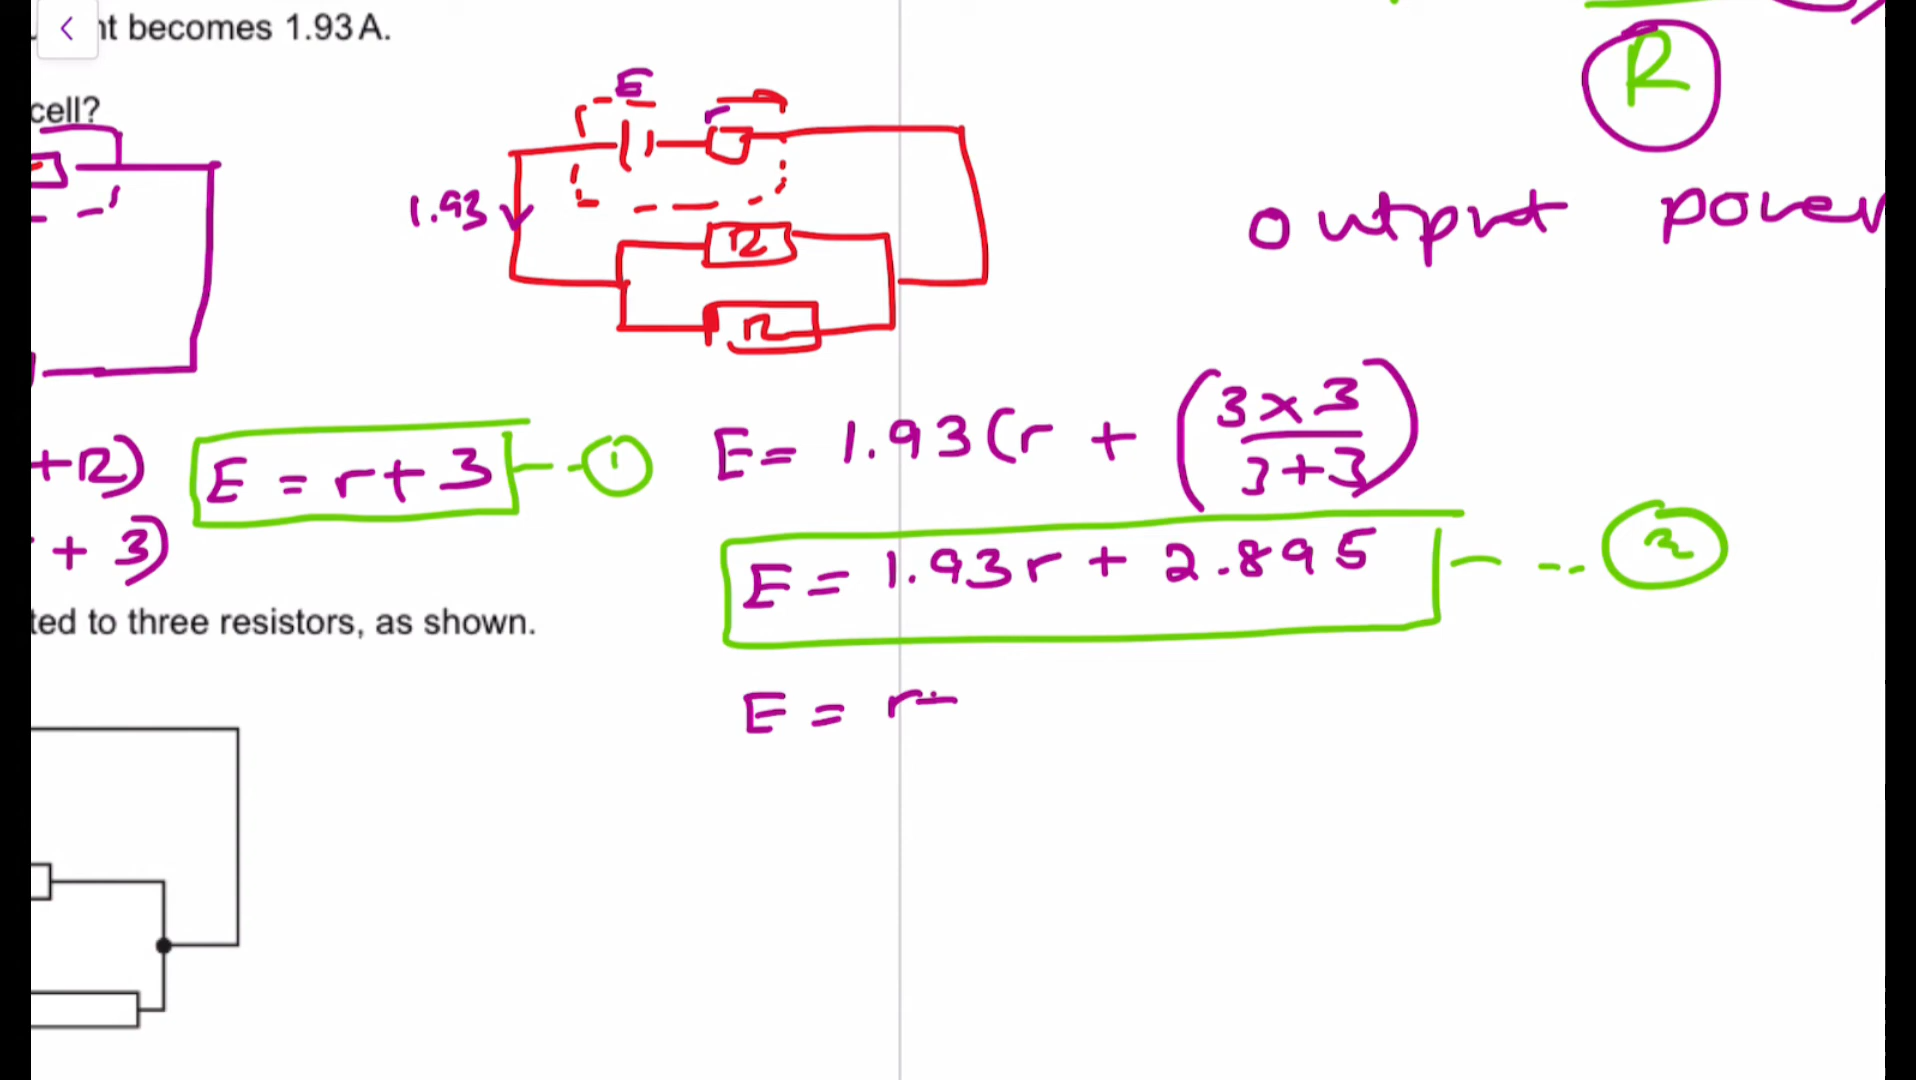 nt becomes 1.93 A.
R
cell?
E
r
1.93
R
R
output power
+R)
E = r + 3 --- 1
E = 1.93(r + (3×3/3+3)
+ 3)
E = 1.93r + 2.895 --- 2
ted to three resistors, as shown.
E = r